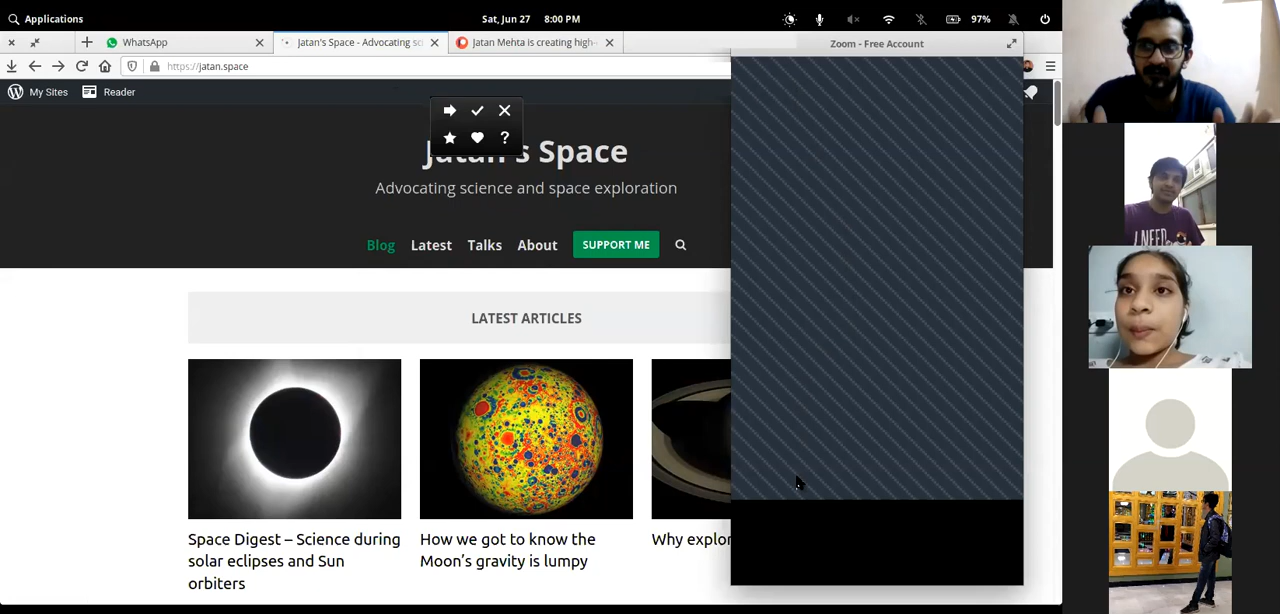 Applications
Sat, Jun 27 8:00 PM
97%
WhatsApp
Jatan's Space - Advocating sc
Jatan Mehta is creating high-
Zoom - Free Account
https://jatan.space
My Sites
Reader
Jatan's Space
Advocating science and space exploration
Blog
Latest
Talks
About
SUPPORT ME
LATEST ARTICLES
Space Digest – Science during
solar eclipses and Sun
orbiters
How we got to know the
Moon's gravity is lumpy
Why explor
I NEED